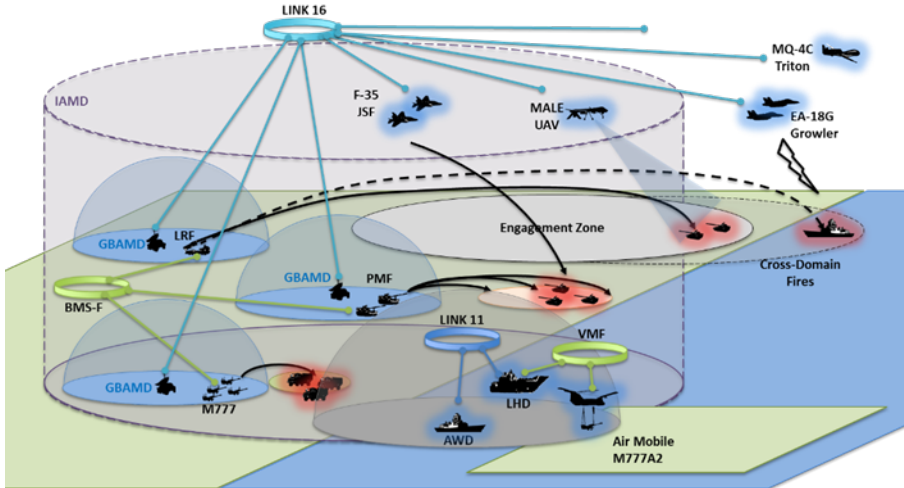 LINK 16
MQ-4C
Triton
IAMD
F-35
JSF
MALE
UAV
EA-18G
Growler
GBAMD
LRF
Engagement Zone
GBAMD
PMF
Cross-Domain
Fires
BMS-F
LINK 11
VMF
GBAMD
M777
LHD
AWD
Air Mobile
M777A2